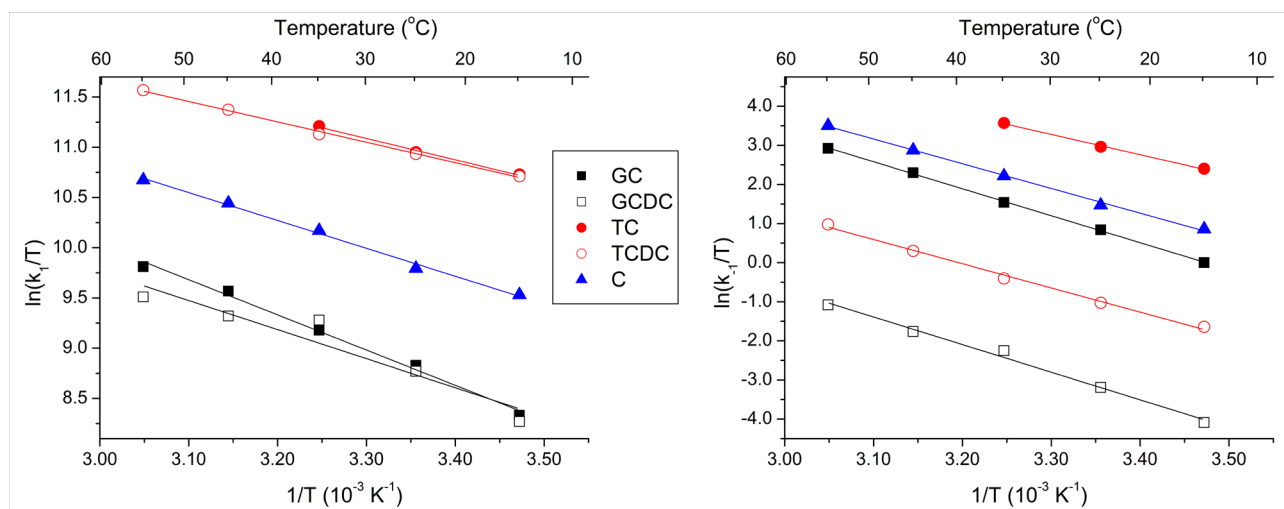 Temperature (°C)
60 50 40 30 20 10
ln(k₁/T)
11.5
11.0
10.5
10.0
9.5
9.0
8.5
3.00 3.10 3.20 3.30 3.40 3.50
1/T (10⁻³ K⁻¹)
GC
GCDC
TC
TCDC
C
Temperature (°C)
60 50 40 30 20 10
ln(k₋₁/T)
4.0
3.0
2.0
1.0
0.0
-1.0
-2.0
-3.0
-4.0
3.00 3.10 3.20 3.30 3.40 3.50
1/T (10⁻³ K⁻¹)